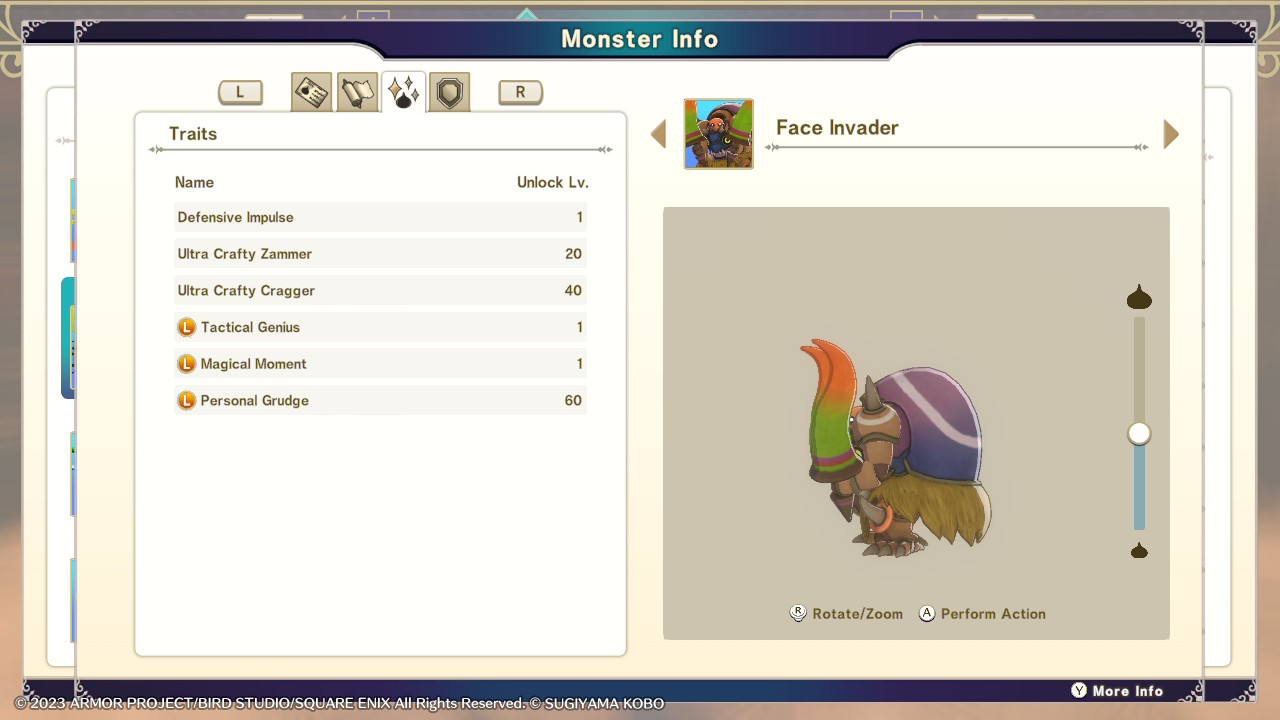 Monster Info
L
R
Traits
Name Unlock Lv.
Defensive Impulse 1
Ultra Crafty Zammer 20
Ultra Crafty Cragger 40
L Tactical Genius 1
L Magical Moment 1
L Personal Grudge 60
Face Invader
R Rotate/Zoom A Perform Action
Y More Info
© 2023 ARMOR PROJECT/BIRD STUDIO/SQUARE ENIX All Rights Reserved. © SUGIYAMA KOBO